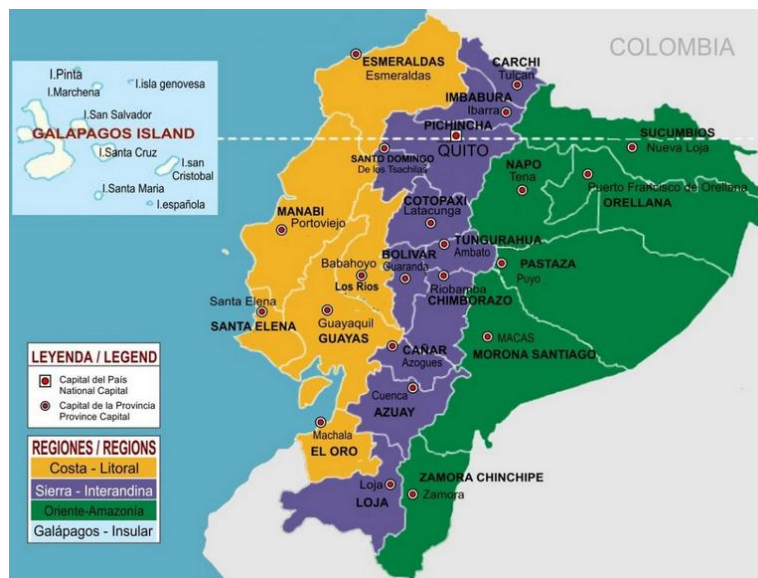 COLOMBIA
I.Pinta
I.isla genovesa
I.Marchena
I.San Salvador
GALAPAGOS ISLAND
I.Santa Cruz
I.san
Cristobal
I.Santa Maria
I.española
ESMERALDAS
Esmeraldas
CARCHI
Tulcan
IMBABURA
Ibarra
PICHINCHA
QUITO
SUCUMBIOS
Nueva Loja
SANTO DOMINGO
De los Tsachilas
NAPO
Tena
Puerto Francisco de Orellana
ORELLANA
COTOPAXI
Latacunga
MANABI
Portoviejo
TUNGURAHUA
Ambato
BOLIVAR
Guaranda
PASTAZA
Puyo
Babahoyo
Los Rios
Riobamba
CHIMBORAZO
Santa Elena
SANTA ELENA
Guayaquil
GUAYAS
MACAS
MORONA SANTIAGO
CAÑAR
Azogues
Cuenca
AZUAY
Machala
EL ORO
Loja
LOJA
ZAMORA CHINCHIPE
Zamora
LEYENDA / LEGEND
Capital del País
National Capital
Capital de la Provincia
Province Capital
REGIONES / REGIONS
Costa - Litoral
Sierra - Interandina
Oriente-Amazonía
Galápagos - Insular